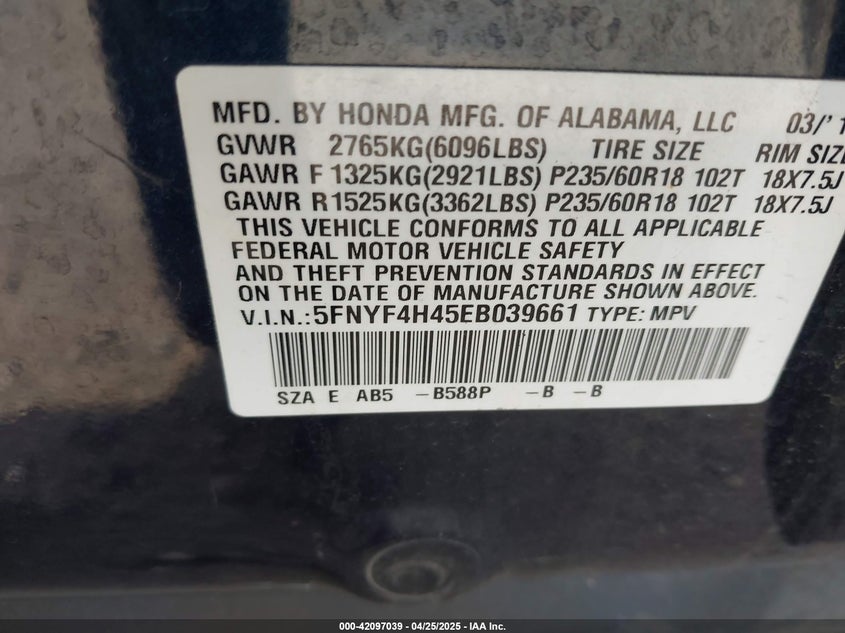 MFD. BY HONDA MFG. OF ALABAMA, LLC 03/'1
GVWR 2765KG(6096LBS) TIRE SIZE RIM SIZE
GAWR F 1325KG(2921LBS) P235/60R18 102T 18X7.5J
GAWR R1525KG(3362LBS) P235/60R18 102T 18X7.5J
THIS VEHICLE CONFORMS TO ALL APPLICABLE
FEDERAL MOTOR VEHICLE SAFETY
AND THEFT PREVENTION STANDARDS IN EFFECT
ON THE DATE OF MANUFACTURE SHOWN ABOVE.
V.I.N.:5FNYF4H45EB039661 TYPE: MPV
SZA E AB5 -B588P -B -B
000-42097039 - 04/25/2025 - IAA Inc.